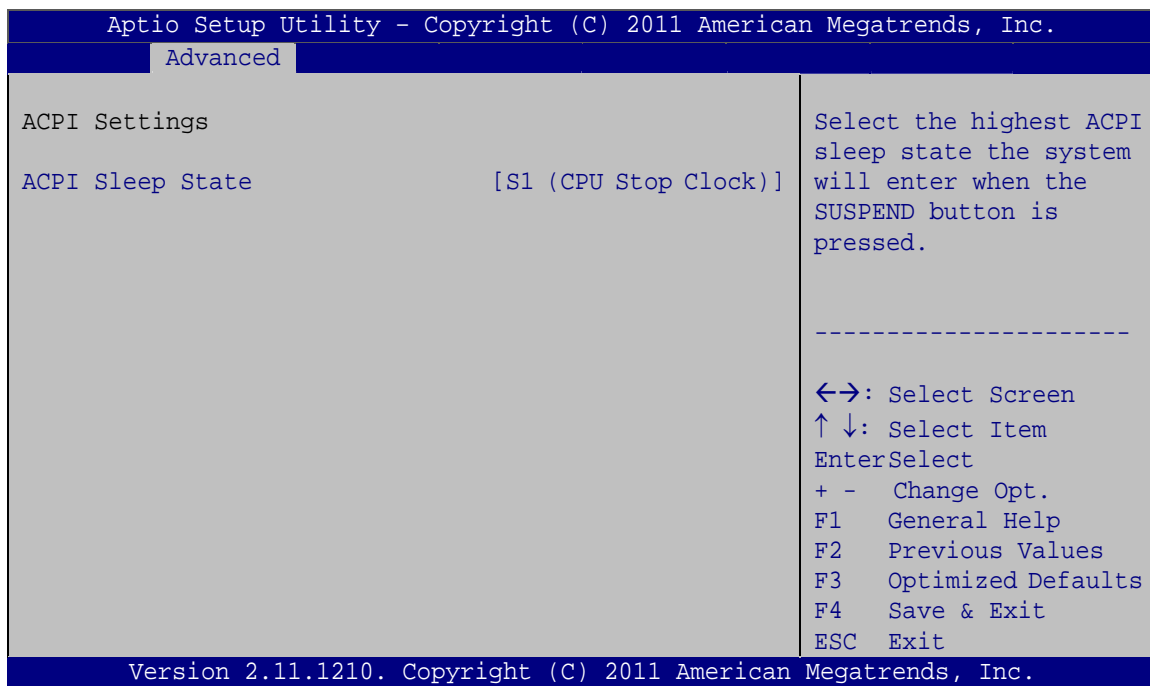 Aptio Setup Utility – Copyright (C) 2011 American Megatrends, Inc.
Advanced
ACPI Settings
ACPI Sleep State [S1 (CPU Stop Clock)]
Select the highest ACPI
sleep state the system
will enter when the
SUSPEND button is
pressed.
----------------------
←→: Select Screen
↑ ↓: Select Item
EnterSelect
+ - Change Opt.
F1 General Help
F2 Previous Values
F3 Optimized Defaults
F4 Save & Exit
ESC Exit
Version 2.11.1210. Copyright (C) 2011 American Megatrends, Inc.